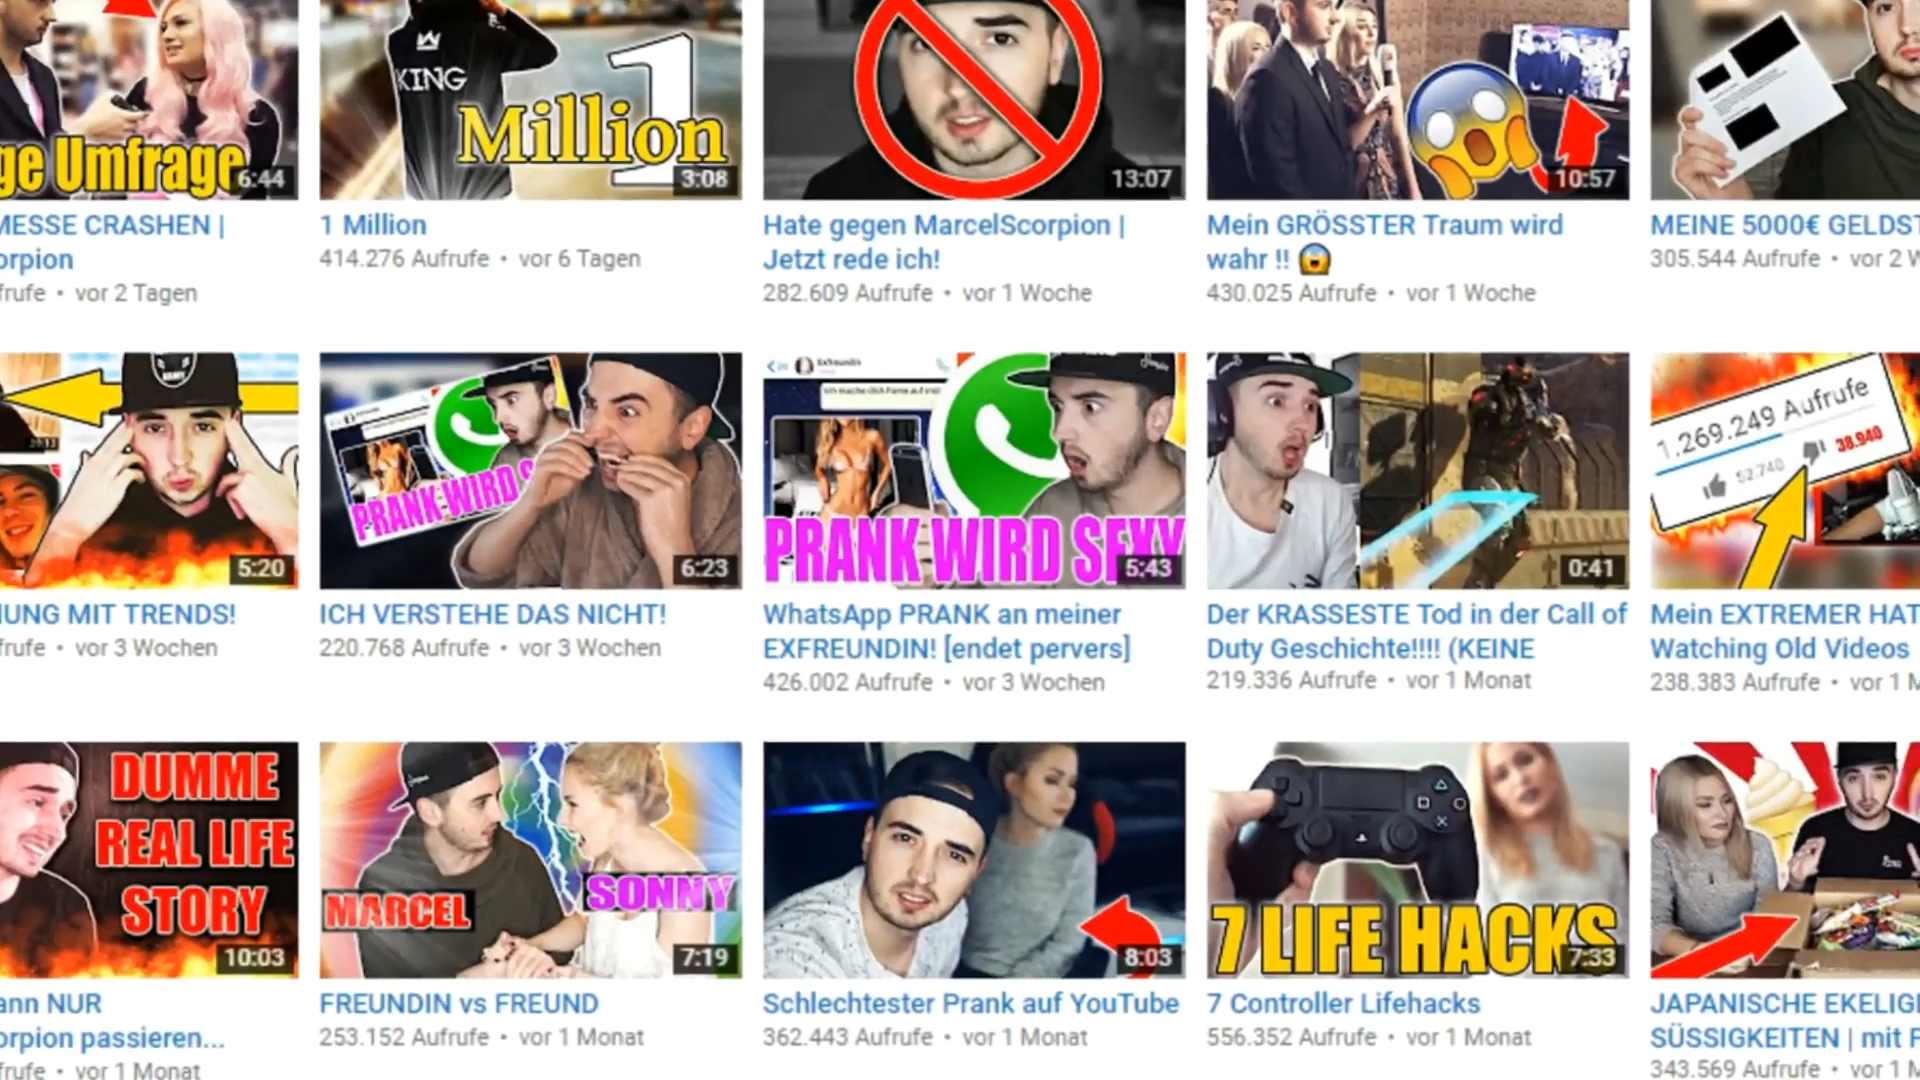 ge Umfrage
6:44
MESSE CRASHEN |
orpion
frufe • vor 2 Tagen
KING
1
Million
3:08
1 Million
414.276 Aufrufe • vor 6 Tagen
13:07
Hate gegen MarcelScorpion |
Jetzt rede ich!
282.609 Aufrufe • vor 1 Woche
10:57
Mein GRÖSSTER Traum wird
wahr !! 😱
430.025 Aufrufe • vor 1 Woche
MEINE 5000€ GELDST
305.544 Aufrufe • vor 2 W
5:20
UNG MIT TRENDS!
frufe • vor 3 Wochen
PRANK WIRD S
6:23
ICH VERSTEHE DAS NICHT!
220.768 Aufrufe • vor 3 Wochen
Exfreundin
PRANK WIRD SEXY
5:43
WhatsApp PRANK an meiner
EXFREUNDIN! [endet pervers]
426.002 Aufrufe • vor 3 Wochen
0:41
Der KRASSESTE Tod in der Call of
Duty Geschichte!!!! (KEINE
219.336 Aufrufe • vor 1 Monat
1.269.249 Aufrufe
52.740
38.940
Mein EXTREMER HAT
Watching Old Videos
238.383 Aufrufe • vor 1 M
DUMME
REAL LIFE
STORY
10:03
ann NUR
orpion passieren...
frufe • vor 1 Monat
MARCEL
SONNY
7:19
FREUNDIN vs FREUND
253.152 Aufrufe • vor 1 Monat
8:03
Schlechtester Prank auf YouTube
362.443 Aufrufe • vor 1 Monat
7 LIFE HACKS
7:33
7 Controller Lifehacks
556.352 Aufrufe • vor 1 Monat
JAPANISCHE EKELIG
SÜSSIGKEITEN | mit F
343.569 Aufrufe • vor 1 M